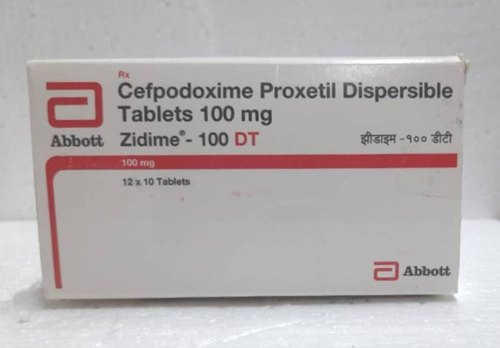 Rx
Cefpodoxime Proxetil Dispersible
Tablets 100 mg
Abbott
Zidime®- 100 DT
झीडाइम -१०० डीटी
100 mg
12 x 10 Tablets
Abbott